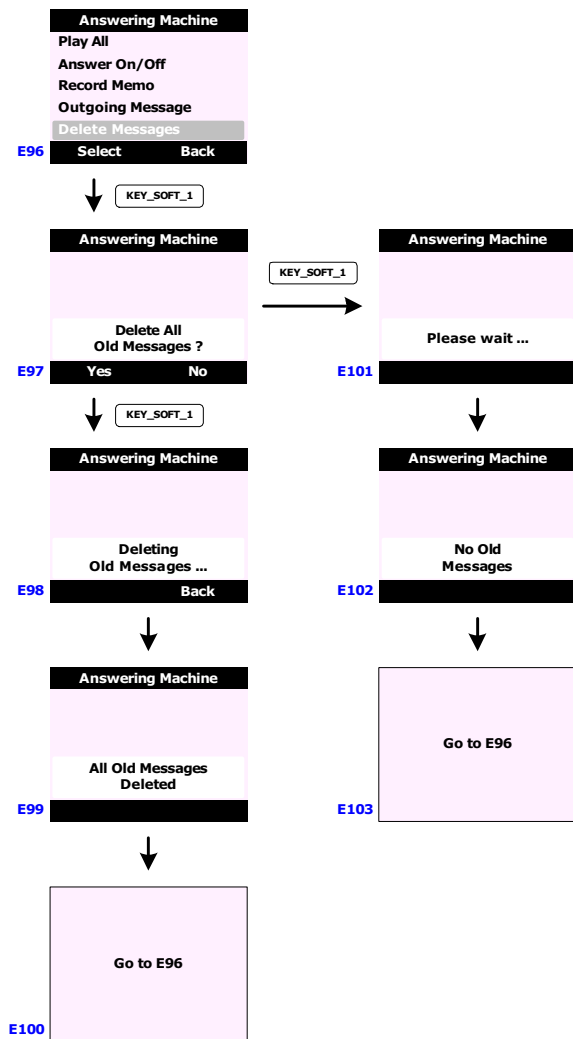 Answering Machine
Play All
Answer On/Off
Record Memo
Outgoing Message
Delete Messages
E96 Select Back
KEY_SOFT_1
Answering Machine
Delete All
Old Messages ?
E97 Yes No
KEY_SOFT_1
Answering Machine
Please wait ...
E101
KEY_SOFT_1
Answering Machine
Deleting
Old Messages ...
E98 Back
Answering Machine
No Old
Messages
E102
Answering Machine
All Old Messages
Deleted
E99
Go to E96
E103
Go to E96
E100